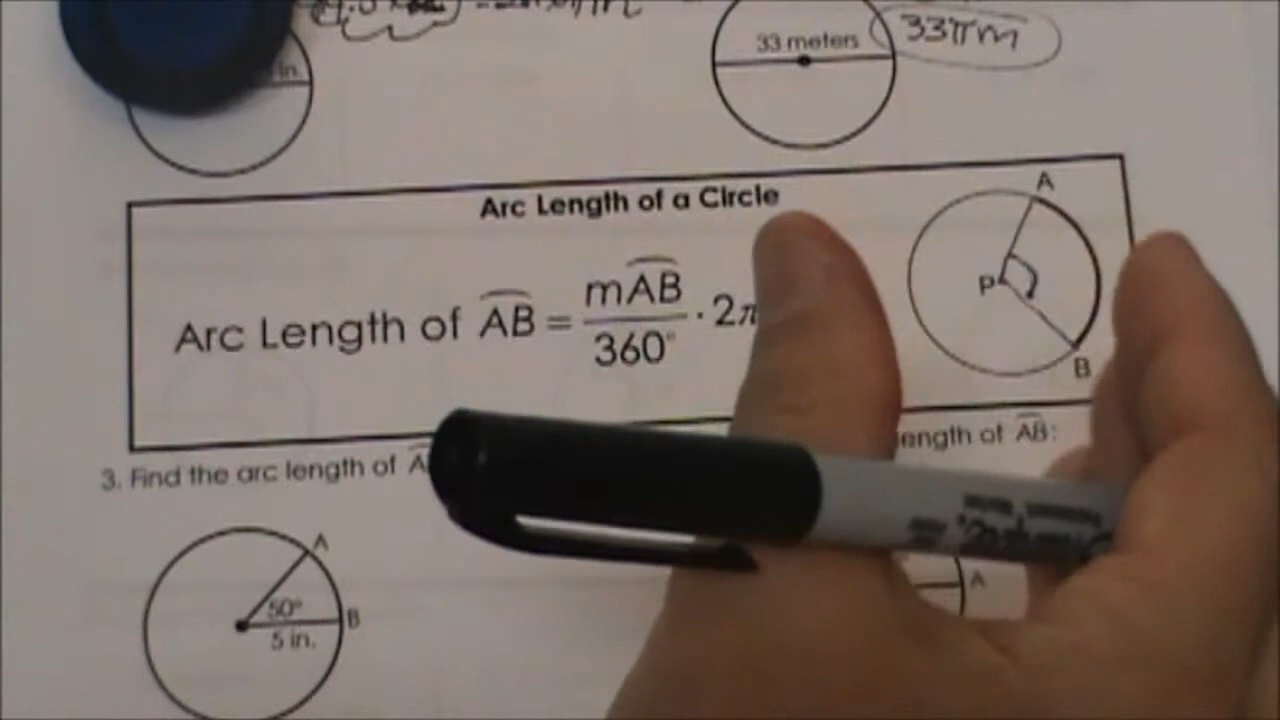 in.
33 meters
33πm
Arc Length of a Circle
Arc Length of AB = mAB/360° · 2π
A
P
B
3. Find the arc length of
length of AB:
A
50°
B
5 in.
A